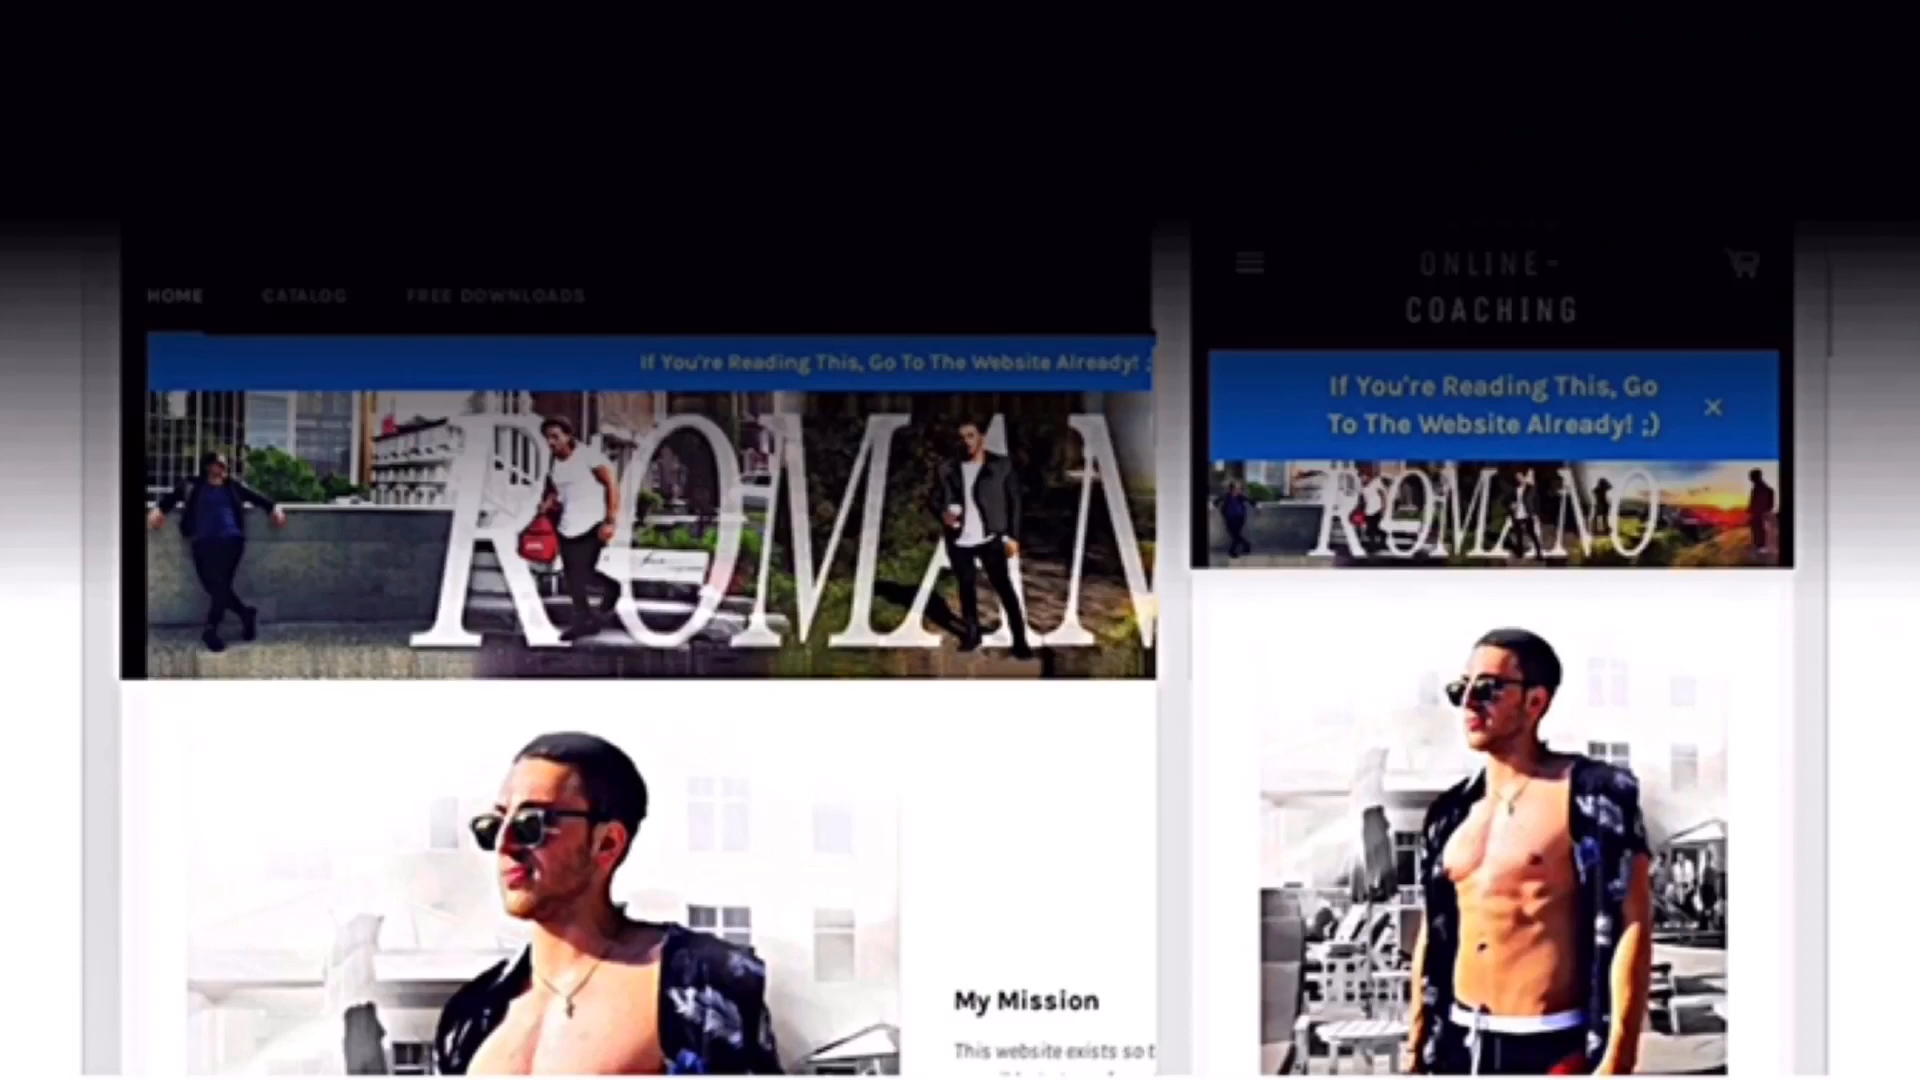 HOME CATALOG FREE DOWNLOADS
If You're Reading This, Go To The Website Already! ;
ROMAN
My Mission
This website exists so t
ONLINE-
COACHING
If You're Reading This, Go
To The Website Already! ;)
ROMANO